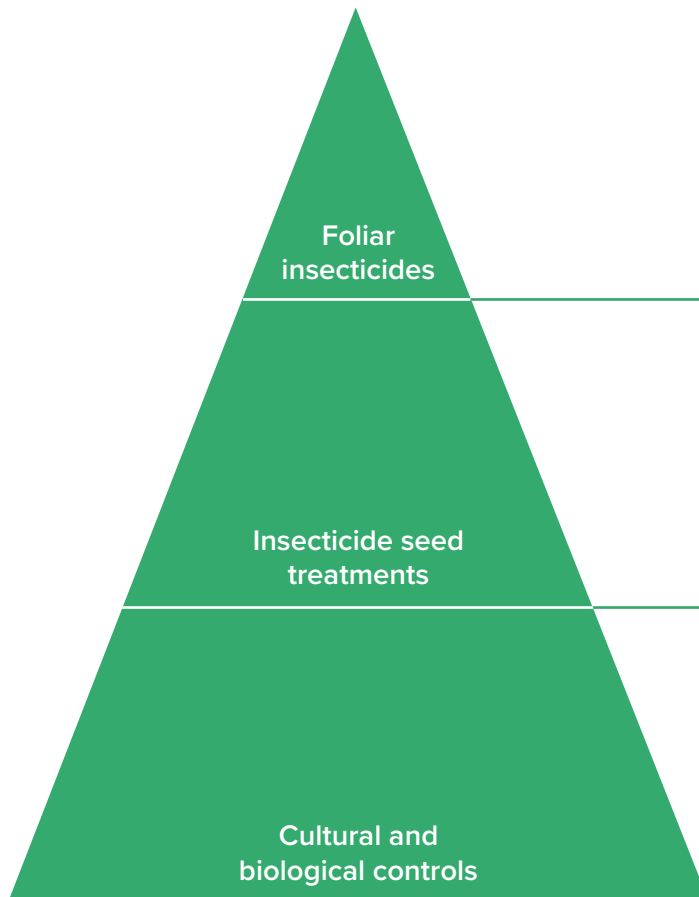 Foliar
insecticides
Insecticide seed
treatments
Cultural and
biological controls